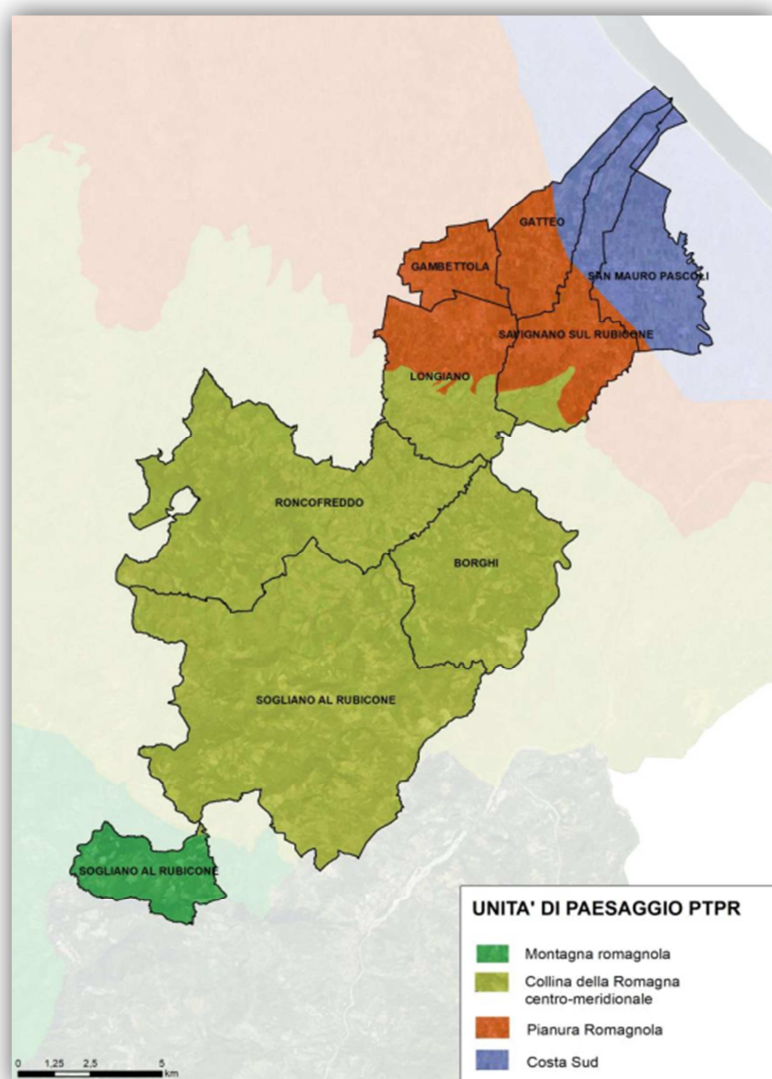 GATTEO
GAMBETTOLA
SAN MAURO PASCOLI
SAVIGNANO SUL RUBICONE
LONGIANO
RONCOFREDDO
BORGHI
SOGLIANO AL RUBICONE
SOGLIANO AL RUBICONE
UNITA' DI PAESAGGIO PTPR
Montagna romagnola
Collina della Romagna
centro-meridionale
Pianura Romagnola
Costa Sud
0 1,25 2,5 5
km